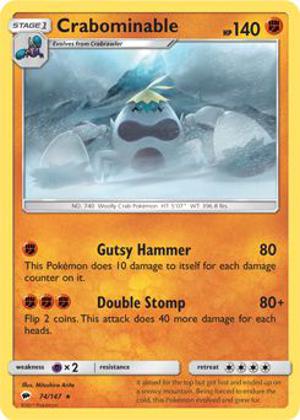 STAGE 1
Crabominable
HP 140
Evolves from Crabrawler
NO. 740 Woolly Crab Pokémon HT: 5'07" WT: 396.8 lbs.
Gutsy Hammer 80
This Pokémon does 10 damage to itself for each damage
counter on it.
Double Stomp 80+
Flip 2 coins. This attack does 40 more damage for each
heads.
weakness ×2 resistance retreat
Illus. Mitsuhiro Arita
74/147 ★
It aimed for the top but got lost and ended up on a
snowy mountain. Being forced to endure the
cold, this Pokémon evolved and grew fur.